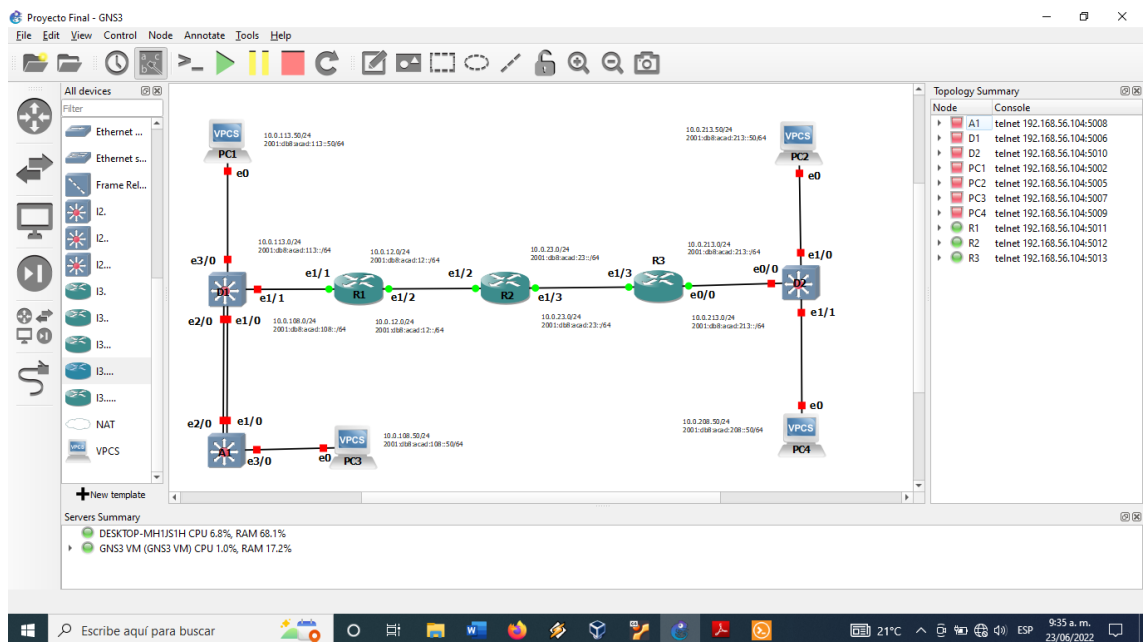 Proyecto Final - GNS3
File Edit View Control Node Annotate Tools Help
All devices
Filter
Ethernet ...
Ethernet s...
Frame Rel...
I2.
I2..
I2...
I3.
I3..
I3...
I3....
I3.....
NAT
VPCS
New template
VPCS
PC1
10.0.113.50/24
2001:db8:acad:113::50/64
e0
10.0.213.50/24
2001:db8:acad:213::50/64
VPCS
PC2
e0
10.0.113.0/24
2001:db8:acad:113::/64
10.0.12.0/24
2001:db8:acad:12::/64
10.0.23.0/24
2001:db8:acad:23::/64
10.0.213.0/24
2001:db8:acad:213::/64
e3/0
D1
e1/1
e1/1
R1
e1/2
e1/2
R2
e1/3
e1/3
R3
e0/0
e0/0
D2
e1/0
e1/1
e2/0
e1/0
10.0.108.0/24
2001:db8:acad:108::/64
10.0.12.0/24
2001:db8:acad:12::/64
10.0.23.0/24
2001:db8:acad:23::/64
10.0.213.0/24
2001:db8:acad:213::/64
e2/0
e1/0
A1
e3/0
e0
VPCS
PC3
10.0.108.50/24
2001:db8:acad:108::50/64
10.0.208.50/24
2001:db8:acad:208::50/64
e0
VPCS
PC4
Topology Summary
Node Console
A1 telnet 192.168.56.104:5008
D1 telnet 192.168.56.104:5006
D2 telnet 192.168.56.104:5010
PC1 telnet 192.168.56.104:5002
PC2 telnet 192.168.56.104:5005
PC3 telnet 192.168.56.104:5007
PC4 telnet 192.168.56.104:5009
R1 telnet 192.168.56.104:5011
R2 telnet 192.168.56.104:5012
R3 telnet 192.168.56.104:5013
Servers Summary
DESKTOP-MH1JS1H CPU 6.8%, RAM 68.1%
GNS3 VM (GNS3 VM) CPU 1.0%, RAM 17.2%
Escribe aquí para buscar
21°C
ESP
9:35 a. m.
23/06/2022